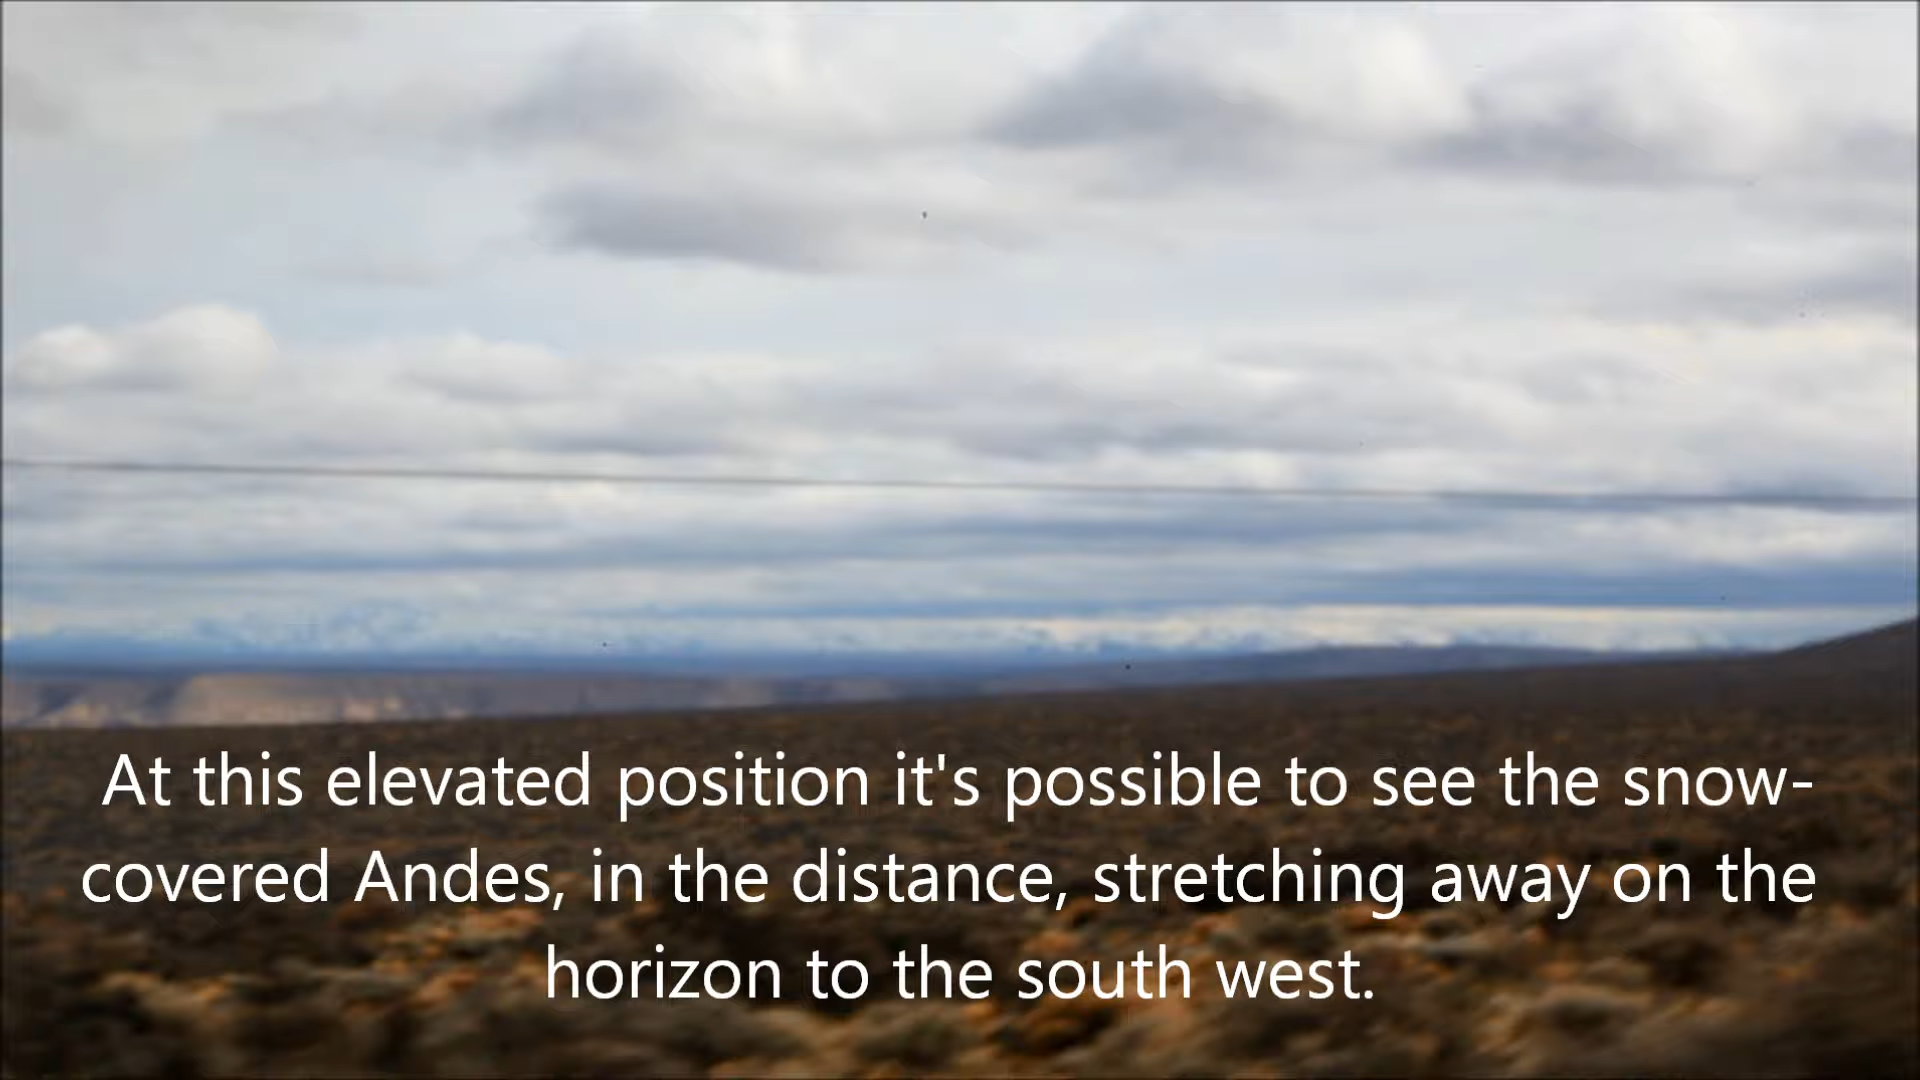 At this elevated position it's possible to see the snow-
covered Andes, in the distance, stretching away on the
horizon to the south west.